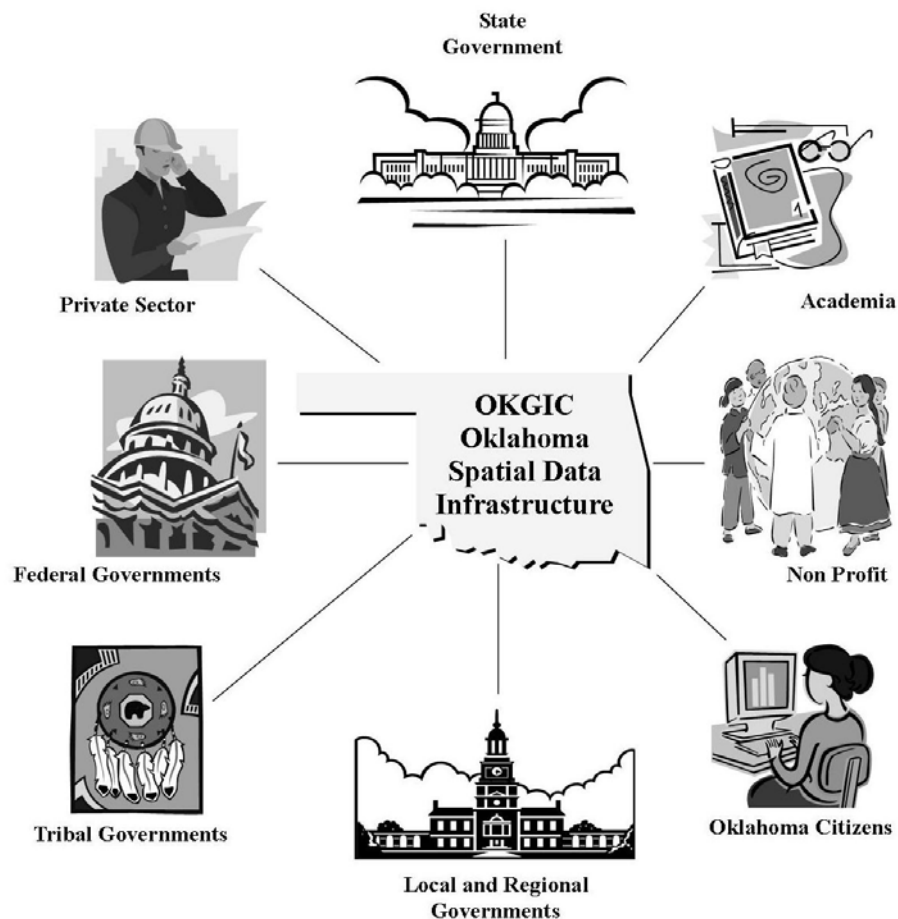 State
Government
Private Sector
Academia
OKGIC
Oklahoma
Spatial Data
Infrastructure
Federal Governments
Non Profit
Tribal Governments
Oklahoma Citizens
Local and Regional
Governments